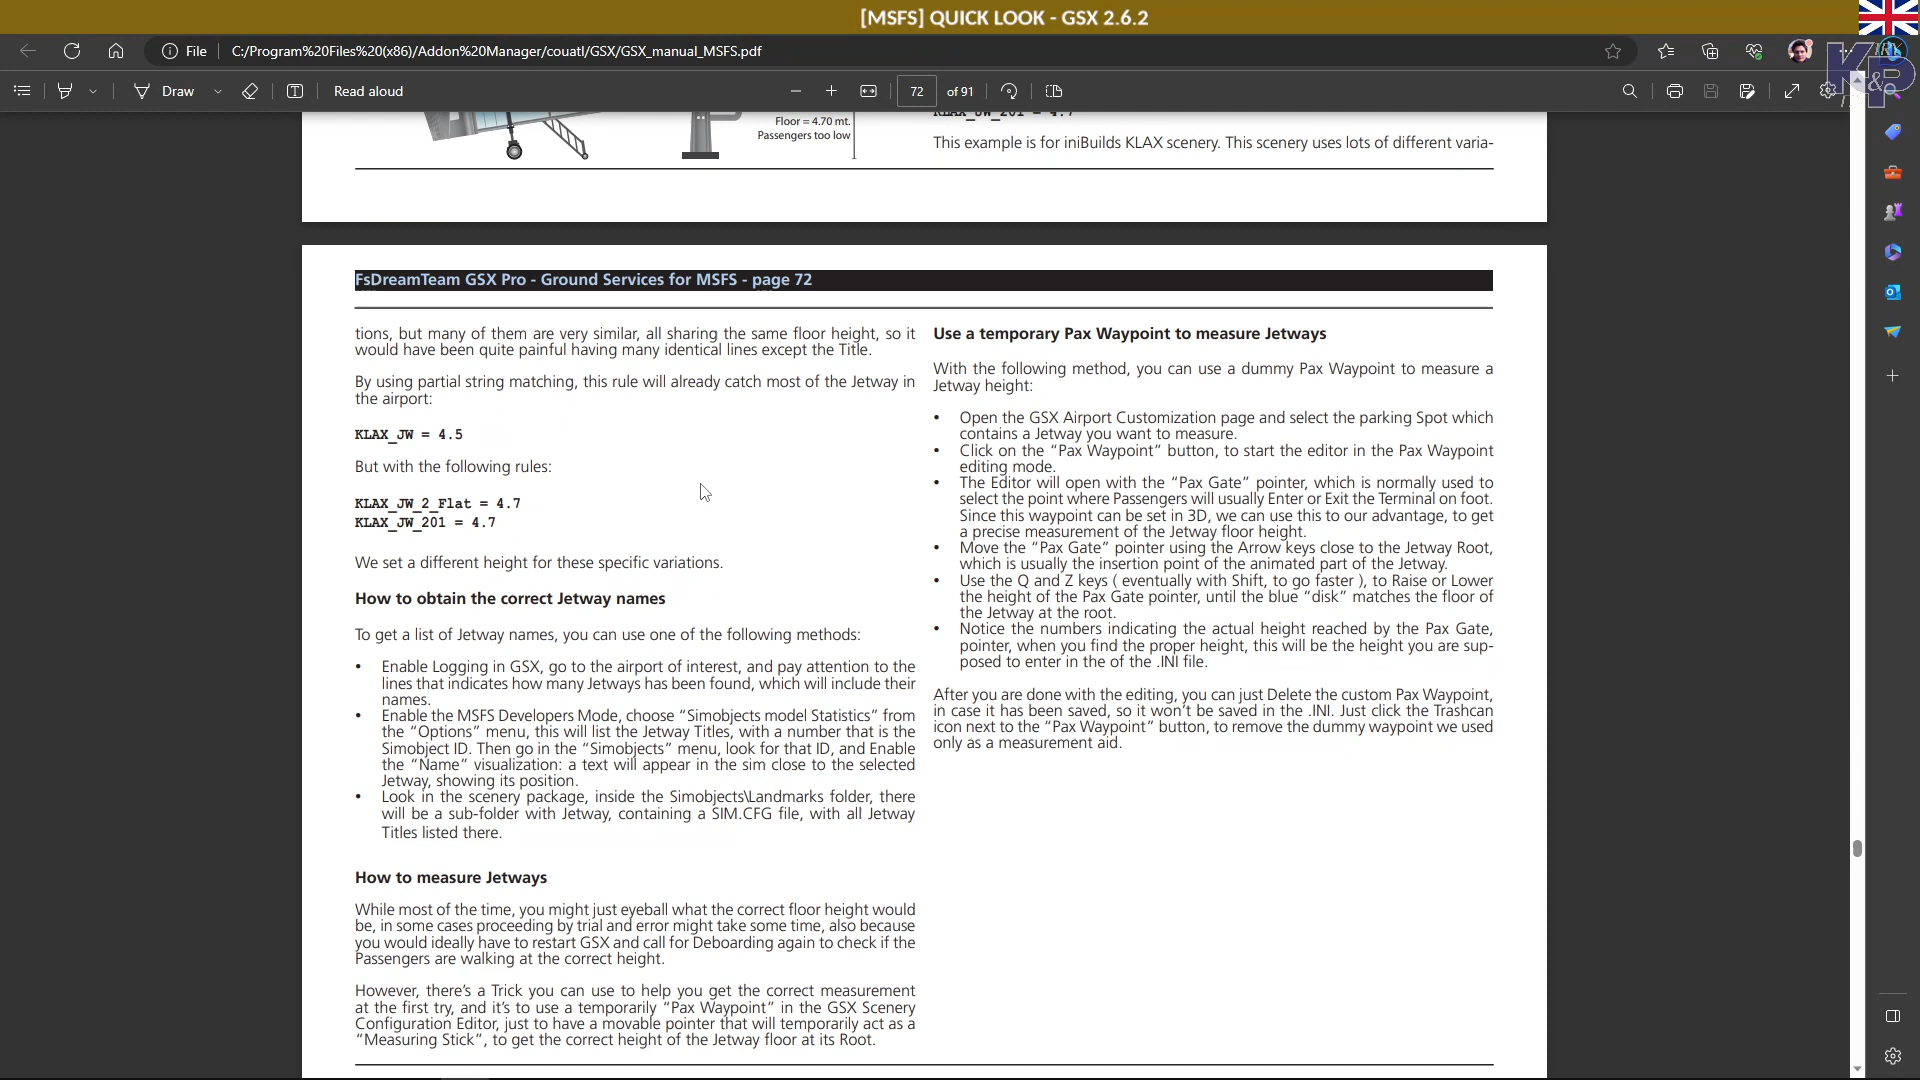 [MSFS] QUICK LOOK - GSX 2.6.2
File
C:/Program%20Files%20(x86)/Addon%20Manager/couatl/GSX/GSX_manual_MSFS.pdf
Draw
Read aloud
72
of 91
K&P
Floor = 4.70 mt.
Passengers too low
KLAX_JW_201 = 4.7
This example is for iniBuilds KLAX scenery. This scenery uses lots of different varia-
FsDreamTeam GSX Pro - Ground Services for MSFS - page 72
tions, but many of them are very similar, all sharing the same floor height, so it
would have been quite painful having many identical lines except the Title.
By using partial string matching, this rule will already catch most of the Jetway in
the airport:
KLAX_JW = 4.5
But with the following rules:
KLAX_JW_2_Flat = 4.7
KLAX_JW_201 = 4.7
We set a different height for these specific variations.
How to obtain the correct Jetway names
To get a list of Jetway names, you can use one of the following methods:
• Enable Logging in GSX, go to the airport of interest, and pay attention to the
lines that indicates how many Jetways has been found, which will include their
names.
• Enable the MSFS Developers Mode, choose “Simobjects model Statistics” from
the “Options” menu, this will list the Jetway Titles, with a number that is the
Simobject ID. Then go in the “Simobjects” menu, look for that ID, and Enable
the “Name” visualization: a text will appear in the sim close to the selected
Jetway, showing its position.
• Look in the scenery package, inside the Simobjects\Landmarks folder, there
will be a sub-folder with Jetway, containing a SIM.CFG file, with all Jetway
Titles listed there.
How to measure Jetways
While most of the time, you might just eyeball what the correct floor height would
be, in some cases proceeding by trial and error might take some time, also because
you would ideally have to restart GSX and call for Deboarding again to check if the
Passengers are walking at the correct height.
However, there’s a Trick you can use to help you get the correct measurement
at the first try, and it’s to use a temporarily “Pax Waypoint” in the GSX Scenery
Configuration Editor, just to have a movable pointer that will temporarily act as a
“Measuring Stick”, to get the correct height of the Jetway floor at its Root.
Use a temporary Pax Waypoint to measure Jetways
With the following method, you can use a dummy Pax Waypoint to measure a
Jetway height:
• Open the GSX Airport Customization page and select the parking Spot which
contains a Jetway you want to measure.
• Click on the “Pax Waypoint” button, to start the editor in the Pax Waypoint
editing mode.
• The Editor will open with the “Pax Gate” pointer, which is normally used to
select the point where Passengers will usually Enter or Exit the Terminal on foot.
Since this waypoint can be set in 3D, we can use this to our advantage, to get
a precise measurement of the Jetway floor height.
• Move the “Pax Gate” pointer using the Arrow keys close to the Jetway Root,
which is usually the insertion point of the animated part of the Jetway.
• Use the Q and Z keys ( eventually with Shift, to go faster ), to Raise or Lower
the height of the Pax Gate pointer, until the blue “disk” matches the floor of
the Jetway at the root.
• Notice the numbers indicating the actual height reached by the Pax Gate,
pointer, when you find the proper height, this will be the height you are sup-
posed to enter in the of the .INI file.
After you are done with the editing, you can just Delete the custom Pax Waypoint,
in case it has been saved, so it won’t be saved in the .INI. Just click the Trashcan
icon next to the “Pax Waypoint” button, to remove the dummy waypoint we used
only as a measurement aid.